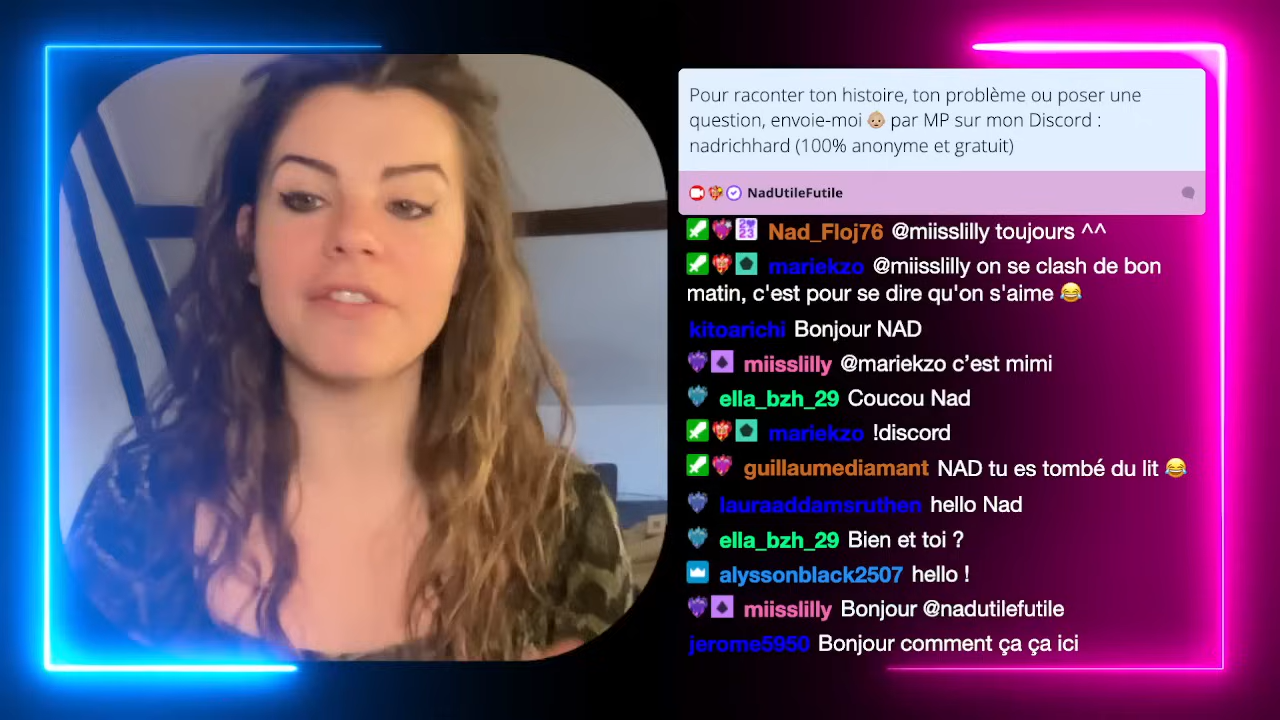 Pour raconter ton histoire, ton problème ou poser une
question, envoie-moi 👶🏼 par MP sur mon Discord :
nadrichhard (100% anonyme et gratuit)
NadUtileFutile
Nad_Floj76 @miisslilly toujours ^^
mariekzo @miisslilly on se clash de bon
matin, c'est pour se dire qu'on s'aime 😂
kitoarichi Bonjour NAD
miisslilly @mariekzo c’est mimi
ella_bzh_29 Coucou Nad
mariekzo !discord
guillaumediamant NAD tu es tombé du lit 😂
lauraaddamsruthen hello Nad
ella_bzh_29 Bien et toi ?
alyssonblack2507 hello !
miisslilly Bonjour @nadutilefutile
jerome5950 Bonjour comment ça ça ici